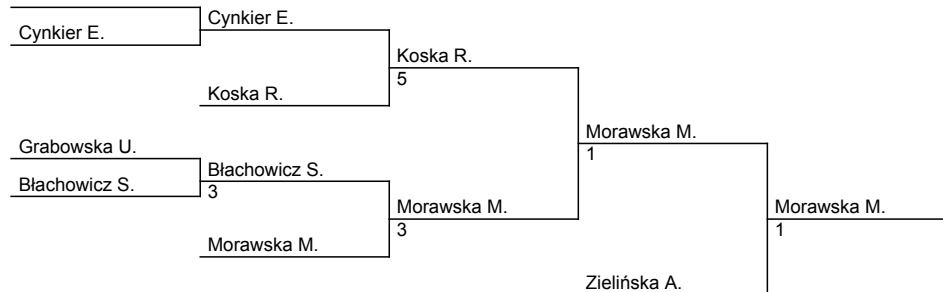 Cynkier E.
Cynkier E.
Koska R.
5
Koska R.
Grabowska U.
Błachowicz S.
Błachowicz S.
3
Morawska M.
3
Morawska M.
Morawska M.
1
Morawska M.
1
Zielińska A.